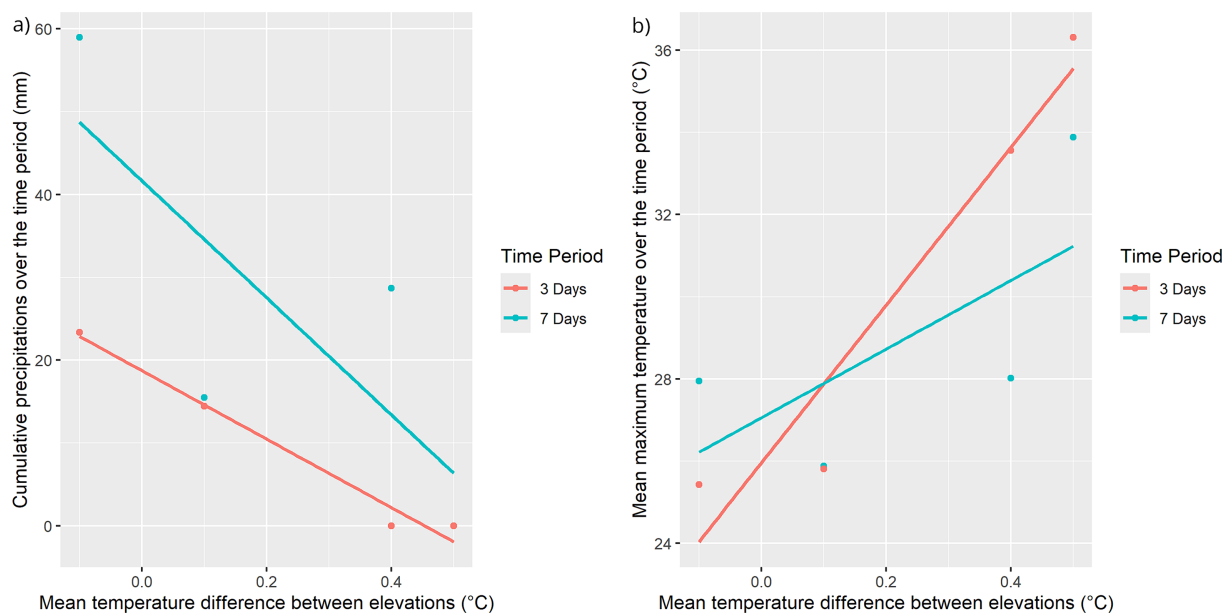 a)
Cumulative precipitations over the time period (mm)
60
40
20
0
0.0 0.2 0.4
Mean temperature difference between elevations (°C)
Time Period
3 Days
7 Days
b)
Mean maximum temperature over the time period (°C)
36
32
28
24
0.0 0.2 0.4
Mean temperature difference between elevations (°C)
Time Period
3 Days
7 Days